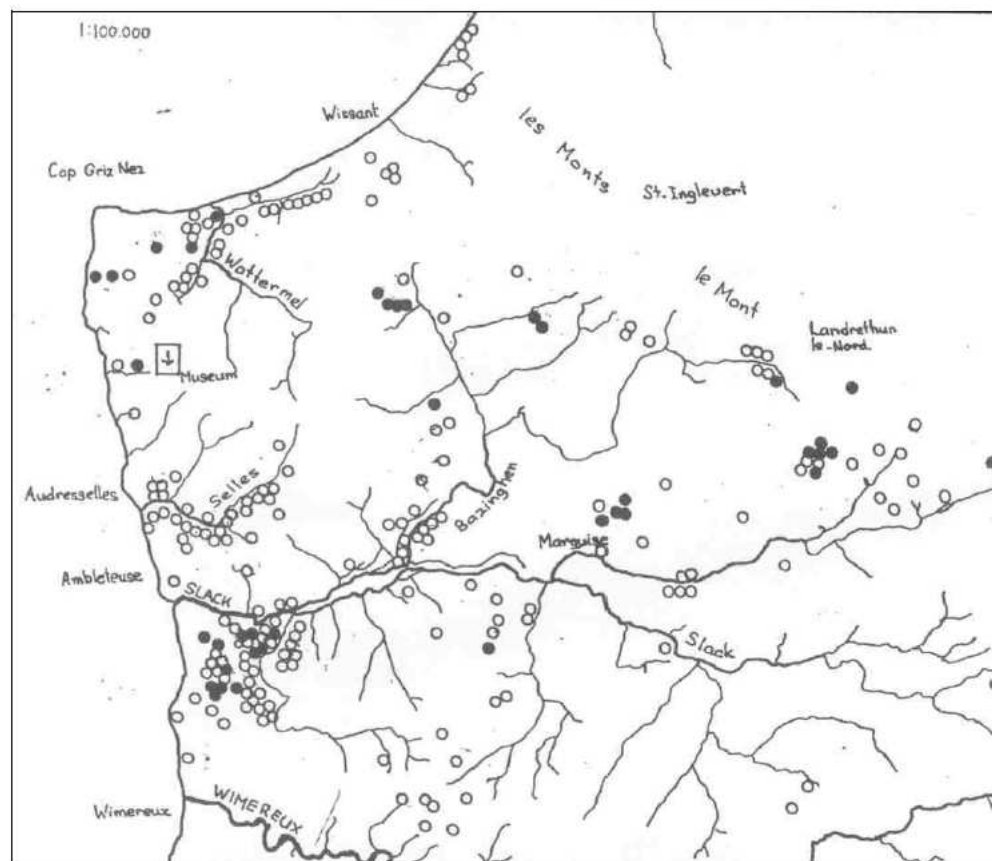 1:100.000
Wissant
les Monts
Cap Griz Nez
St. Inglevert
Wattermel
le Mont
Landrethun
le-Nord
Museum
Selles
Audresselles
Bazinghen
Marquise
Ambleteuse
SLACK
Slack
WIMEREUX
Wimereux